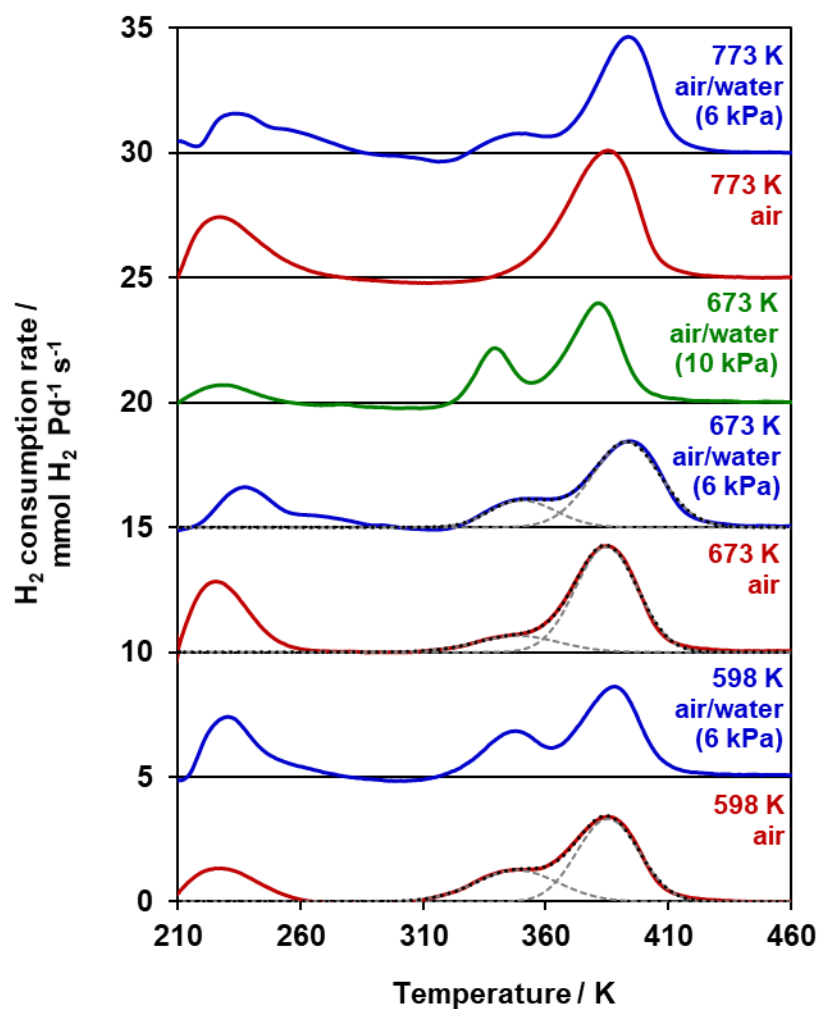 35
30
25
20
15
10
5
0
H₂ consumption rate /
mmol H₂ Pd⁻¹ s⁻¹
773 K
air/water
(6 kPa)
773 K
air
673 K
air/water
(10 kPa)
673 K
air/water
(6 kPa)
673 K
air
598 K
air/water
(6 kPa)
598 K
air
210 260 310 360 410 460
Temperature / K